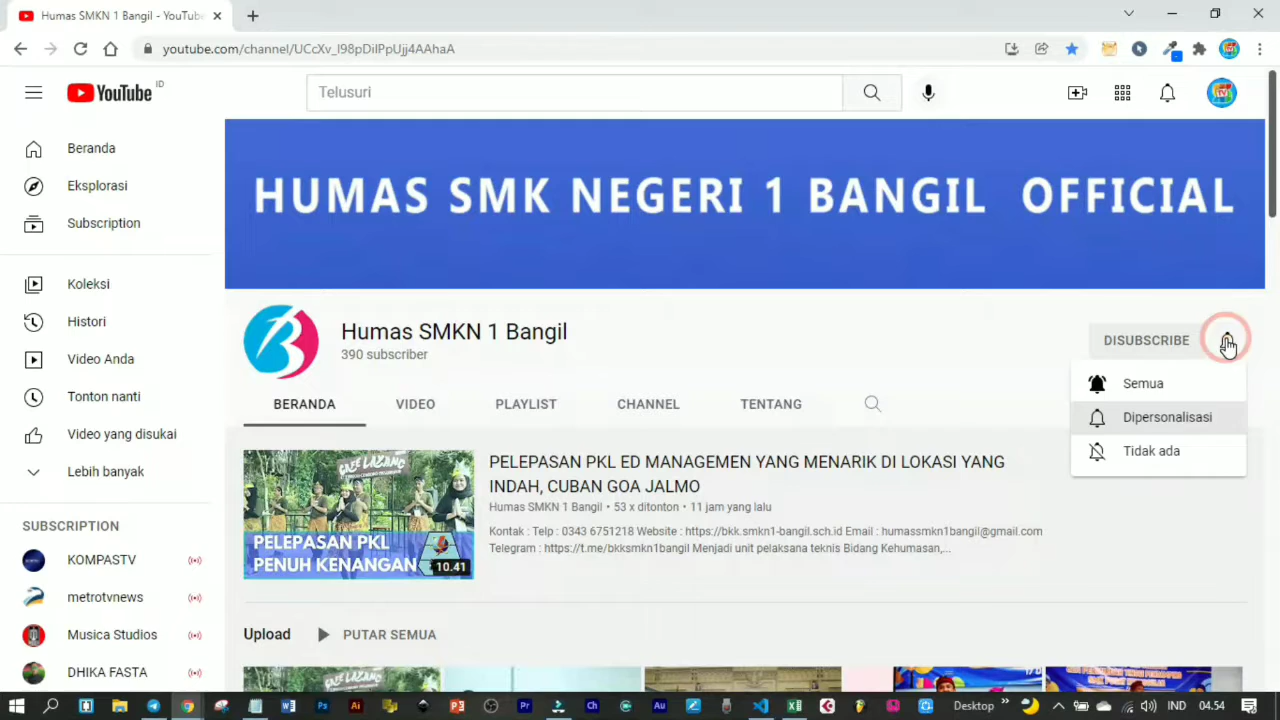 Humas SMKN 1 Bangil - YouTube
youtube.com/channel/UCcXv_l98pDilPpUjj4AAhaA
YouTube ID
Telusuri
Beranda
Eksplorasi
Subscription
Koleksi
Histori
Video Anda
Tonton nanti
Video yang disukai
Lebih banyak
SUBSCRIPTION
KOMPASTV
metrotvnews
Musica Studios
DHIKA FASTA
HUMAS SMK NEGERI 1 BANGIL OFFICIAL
Humas SMKN 1 Bangil
390 subscriber
DISUBSCRIBE
Semua
Dipersonalisasi
Tidak ada
BERANDA VIDEO PLAYLIST CHANNEL TENTANG
CAFE LAZANO
PELEPASAN PKL
PENUH KENANGAN
10.41
PELEPASAN PKL ED MANAGEMEN YANG MENARIK DI LOKASI YANG
INDAH, CUBAN GOA JALMO
Humas SMKN 1 Bangil • 53 x ditonton • 11 jam yang lalu
Kontak : Telp : 0343 6751218 Website : https://bkk.smkn1-bangil.sch.id Email : humassmkn1bangil@gmail.com
Telegram : https://t.me/bkksmkn1bangil Menjadi unit pelaksana teknis Bidang Kehumasan,...
Upload PUTAR SEMUA
Desktop
IND
04.54